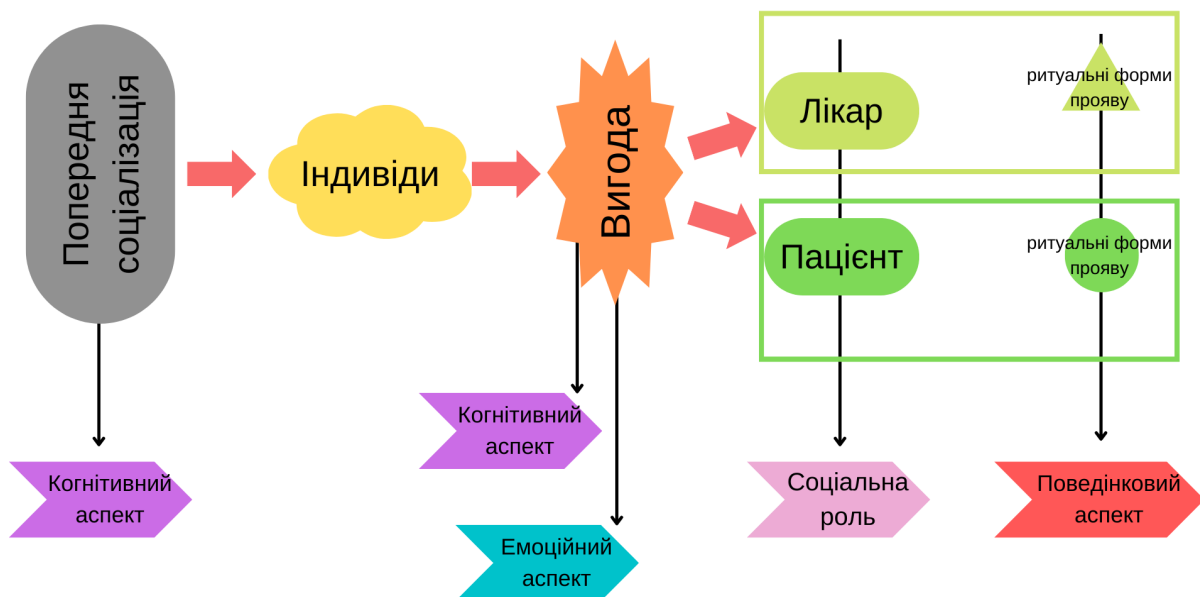 Попередня
соціалізація
Індивіди
Вигода
Лікар
ритуальні форми
прояву
Пацієнт
ритуальні форми
прояву
Когнітивний
аспект
Когнітивний
аспект
Емоційний
аспект
Соціальна
роль
Поведінковий
аспект